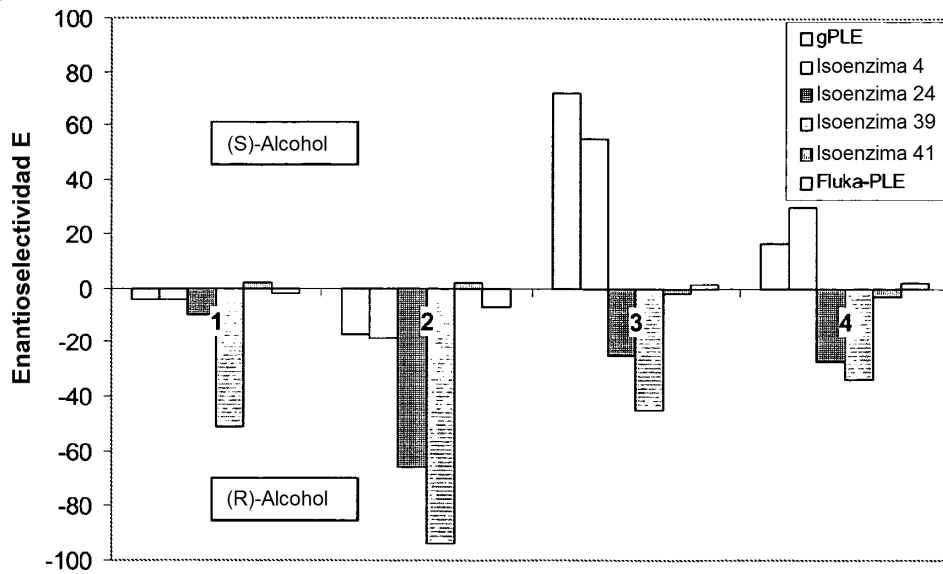 Enantioselectividad E
100
80
60
40
20
0
-20
-40
-60
-80
-100
(S)-Alcohol
(R)-Alcohol
1
2
3
4
gPLE
Isoenzima 4
Isoenzima 24
Isoenzima 39
Isoenzima 41
Fluka-PLE